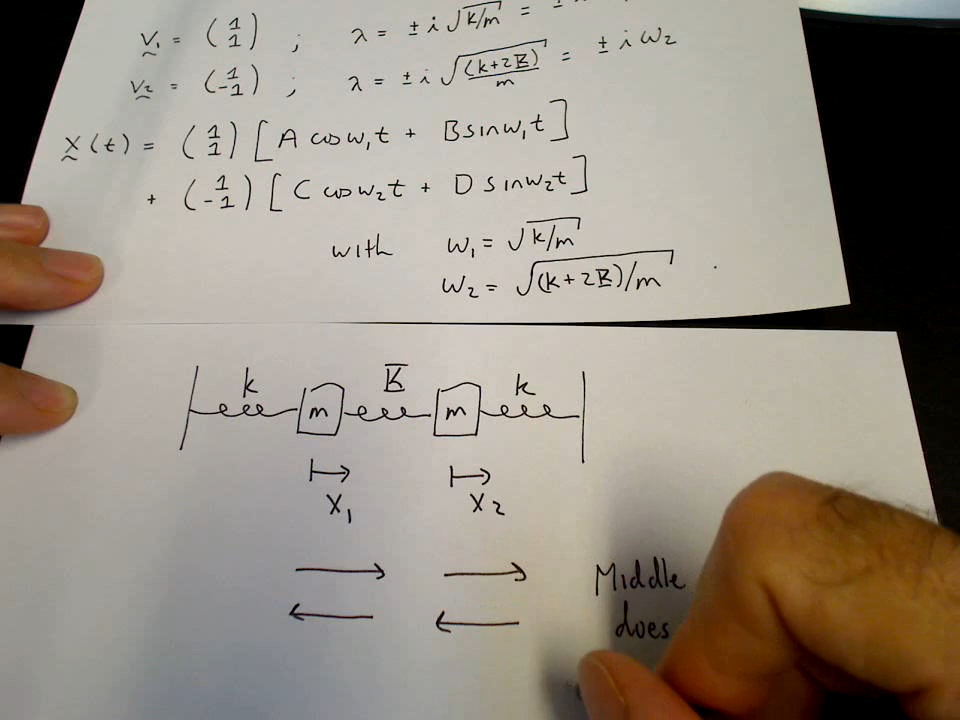 v₁ = (1 1) ; λ = ± i √k/m = ±
v₂ = (1 -1) ; λ = ± i √(k+2K̅)/m = ± i ω₂
x(t) = (1 1) [A cos ω₁t + B sin ω₁t]
+ (1 -1) [C cos ω₂t + D sin ω₂t]
with ω₁ = √k/m
ω₂ = √(k+2K̅)/m
k K̅ k
m m
x₁ x₂
Middle
does